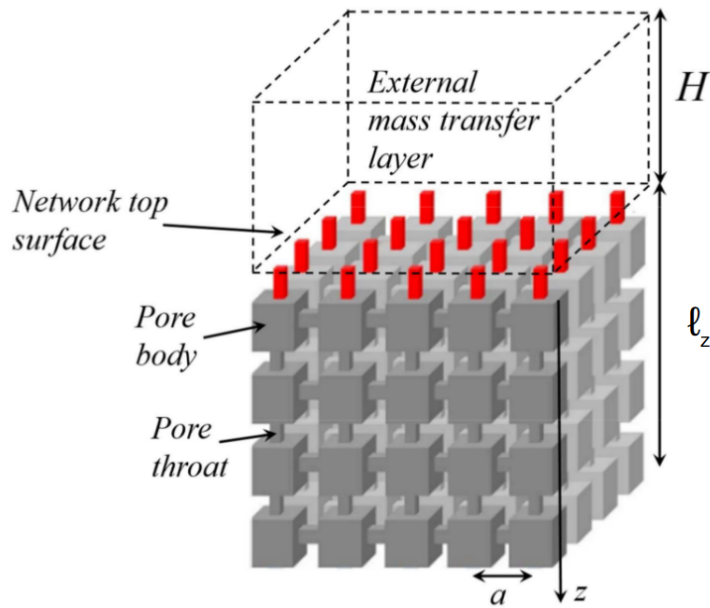 External
mass transfer
layer
H
Network top
surface
Pore
body
ℓz
Pore
throat
a
z